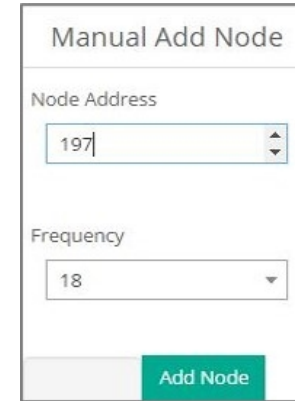 Manual Add Node
Node Address
197
Frequency
18
Add Node